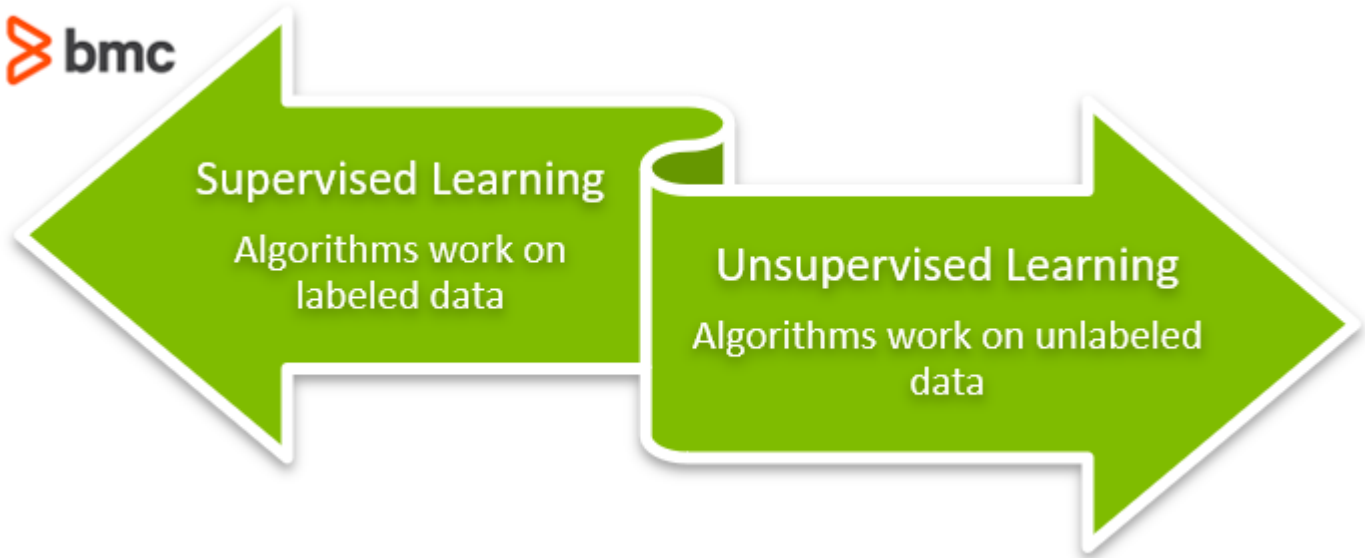 bmc
Supervised Learning
Algorithms work on
labeled data
Unsupervised Learning
Algorithms work on unlabeled
data